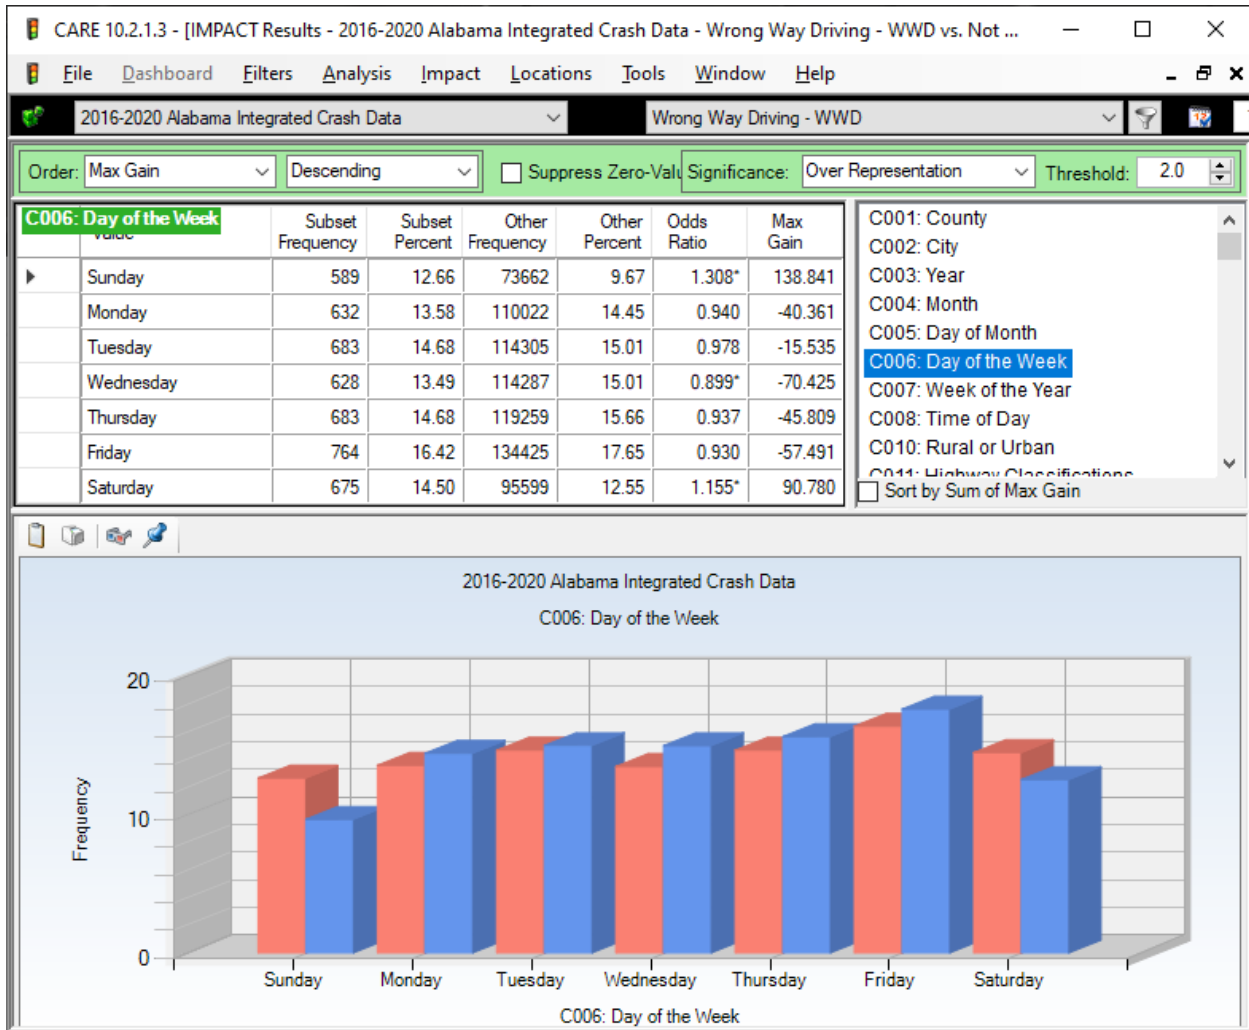 CARE 10.2.1.3 - [IMPACT Results - 2016-2020 Alabama Integrated Crash Data - Wrong Way Driving - WWD vs. Not ...
File Dashboard Filters Analysis Impact Locations Tools Window Help
2016-2020 Alabama Integrated Crash Data Wrong Way Driving - WWD
Order: Max Gain Descending Suppress Zero-Valu Significance: Over Representation Threshold: 2.0
C006: Day of the Week Subset Frequency Subset Percent Other Frequency Other Percent Odds Ratio Max Gain
Sunday 589 12.66 73662 9.67 1.308* 138.841
Monday 632 13.58 110022 14.45 0.940 -40.361
Tuesday 683 14.68 114305 15.01 0.978 -15.535
Wednesday 628 13.49 114287 15.01 0.899* -70.425
Thursday 683 14.68 119259 15.66 0.937 -45.809
Friday 764 16.42 134425 17.65 0.930 -57.491
Saturday 675 14.50 95599 12.55 1.155* 90.780
C001: County
C002: City
C003: Year
C004: Month
C005: Day of Month
C006: Day of the Week
C007: Week of the Year
C008: Time of Day
C010: Rural or Urban
C011: Highway Classifications
Sort by Sum of Max Gain
2016-2020 Alabama Integrated Crash Data
C006: Day of the Week
20
10
0
Frequency
Sunday Monday Tuesday Wednesday Thursday Friday Saturday
C006: Day of the Week